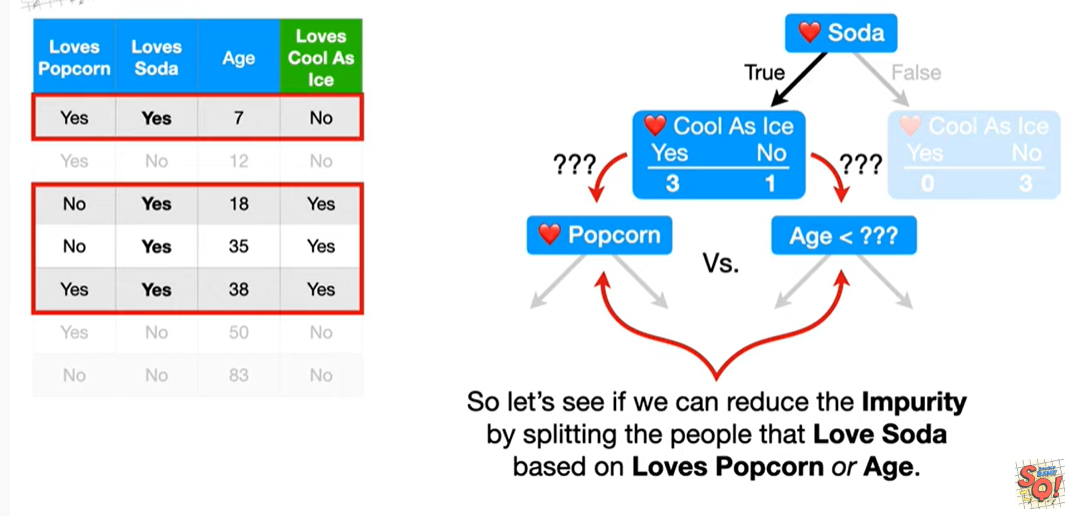 Loves Popcorn Loves Soda Age Loves Cool As Ice
Yes Yes 7 No
Yes No 12 No
No Yes 18 Yes
No Yes 35 Yes
Yes Yes 38 Yes
Yes No 50 No
No No 83 No
❤️ Soda
True False
❤️ Cool As Ice
Yes No
3 1
❤️ Cool As Ice
Yes No
0 3
??? ???
❤️ Popcorn
Vs.
Age < ???
So let's see if we can reduce the Impurity
by splitting the people that Love Soda
based on Loves Popcorn or Age.
SQ!